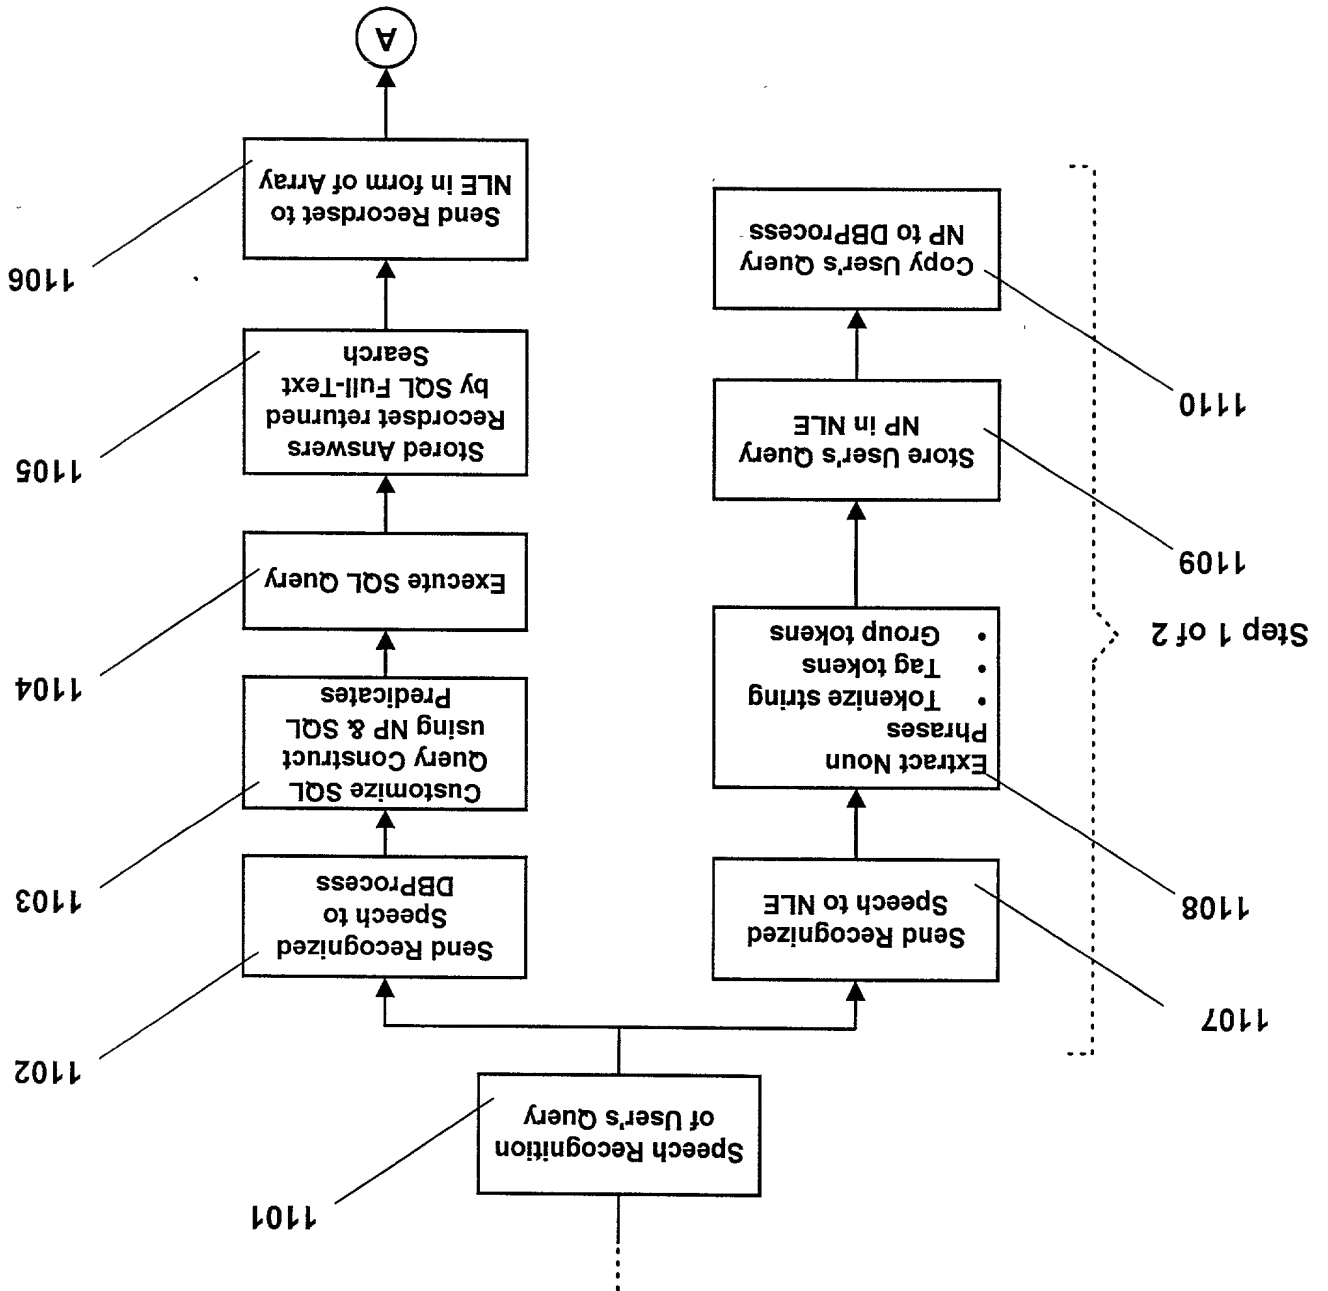 1101
Speech Recognition
of User's Query
1107
Send Recognized
Speech to NLE
1108
Extract Noun
Phrases
• Tokenize string
• Tag tokens
• Group tokens
Step 1 of 2
1109
Store User's Query
NP in NLE
1110
Copy User's Query
NP to DBProcess
1102
Send Recognized
Speech to
DBProcess
1103
Customize SQL
Query Construct
using NP & SQL
Predicates
1104
Execute SQL Query
1105
Stored Answers
Recordset returned
by SQL Full-Text
Search
1106
Send Recordset to
NLE in form of Array
A